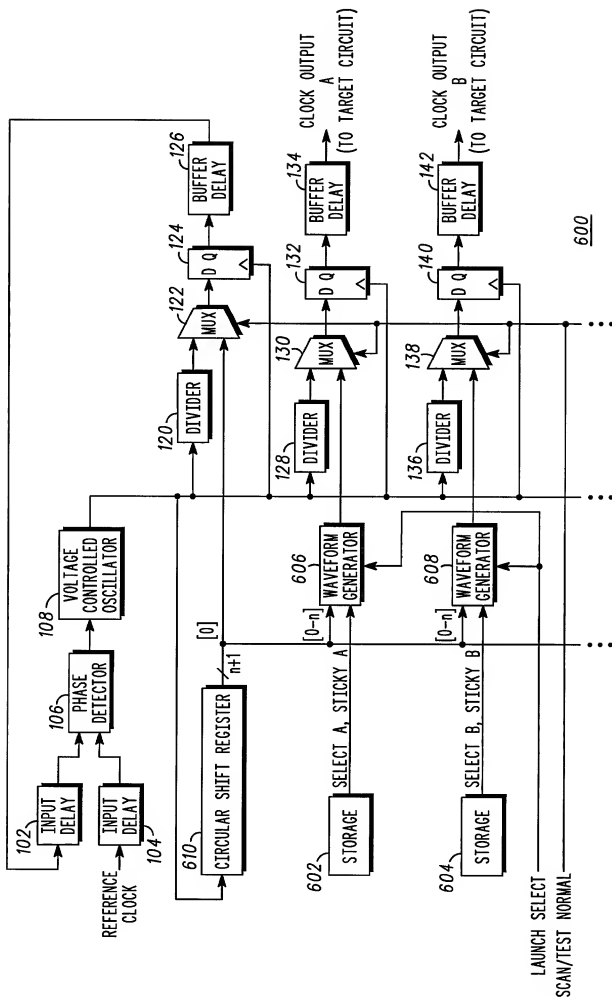 102
INPUT
DELAY
REFERENCE
CLOCK
INPUT
DELAY
104
106
PHASE
DETECTOR
108
VOLTAGE
CONTROLLED
OSCILLATOR
120
DIVIDER
122
MUX
124
D Q
126
BUFFER
DELAY
610
CIRCULAR SHIFT REGISTER
[0]
n+1
128
DIVIDER
130
MUX
132
D Q
134
BUFFER
DELAY
CLOCK OUTPUT
A
(TO TARGET CIRCUIT)
602
STORAGE
SELECT A, STICKY A
[0-n]
606
WAVEFORM
GENERATOR
136
DIVIDER
138
MUX
140
D Q
142
BUFFER
DELAY
CLOCK OUTPUT
B
(TO TARGET CIRCUIT)
604
STORAGE
SELECT B, STICKY B
[0-n]
608
WAVEFORM
GENERATOR
LAUNCH SELECT
SCAN/TEST NORMAL
600